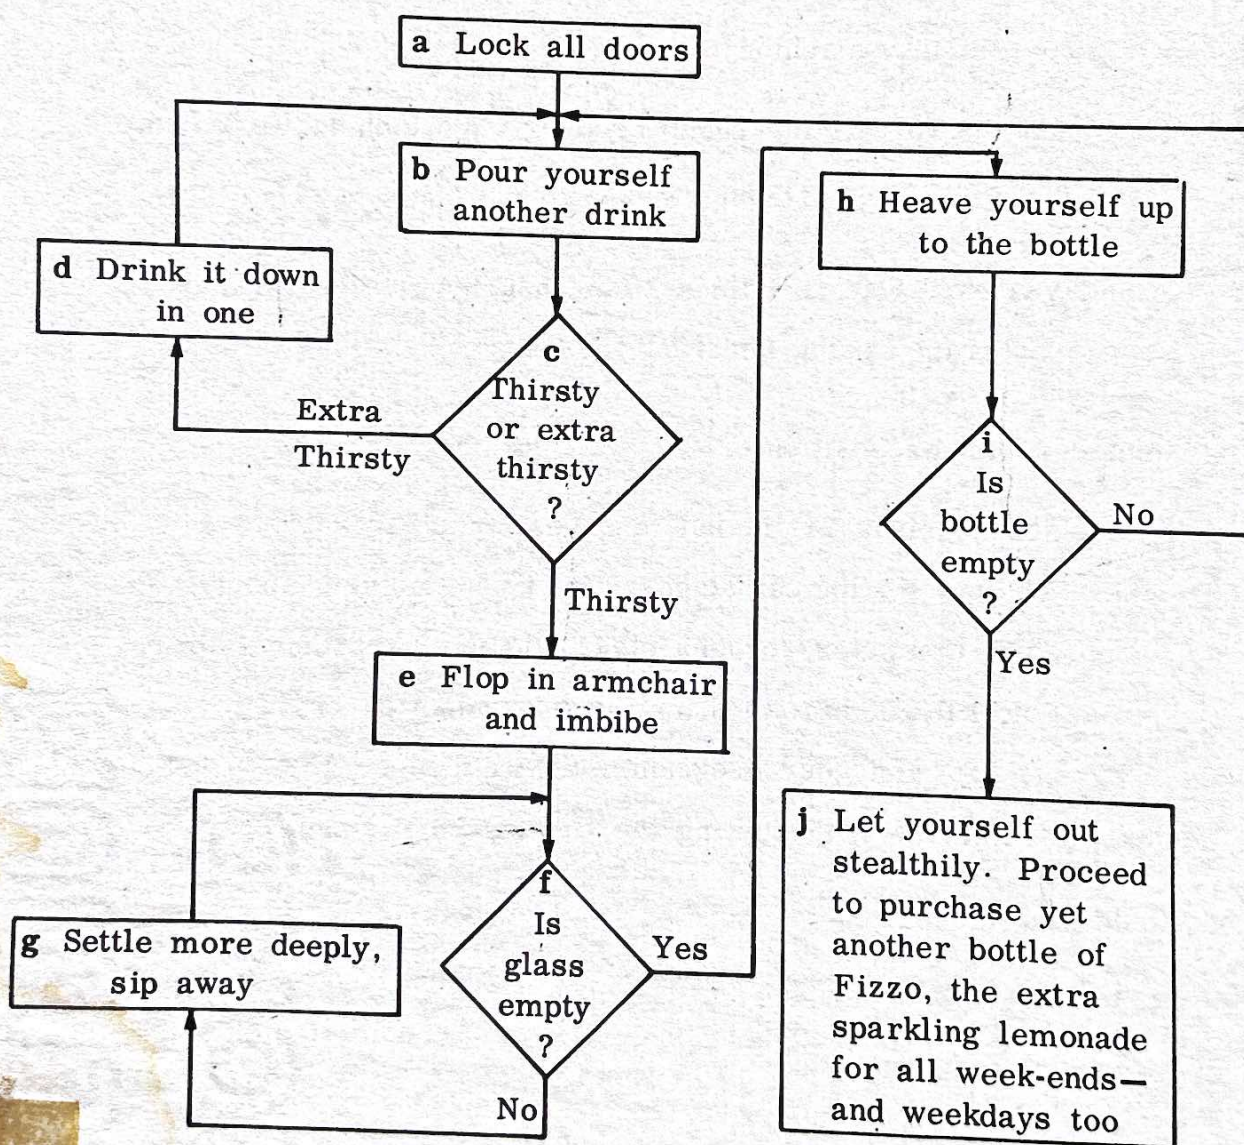 a Lock all doors
b Pour yourself
another drink
d Drink it down
in one
c
Thirsty
or extra
thirsty
?
Extra
Thirsty
Thirsty
e Flop in armchair
and imbibe
f
Is
glass
empty
?
Yes
No
g Settle more deeply,
sip away
h Heave yourself up
to the bottle
i
Is
bottle
empty
?
No
Yes
j Let yourself out
stealthily. Proceed
to purchase yet
another bottle of
Fizzo, the extra
sparkling lemonade
for all week-ends—
and weekdays too